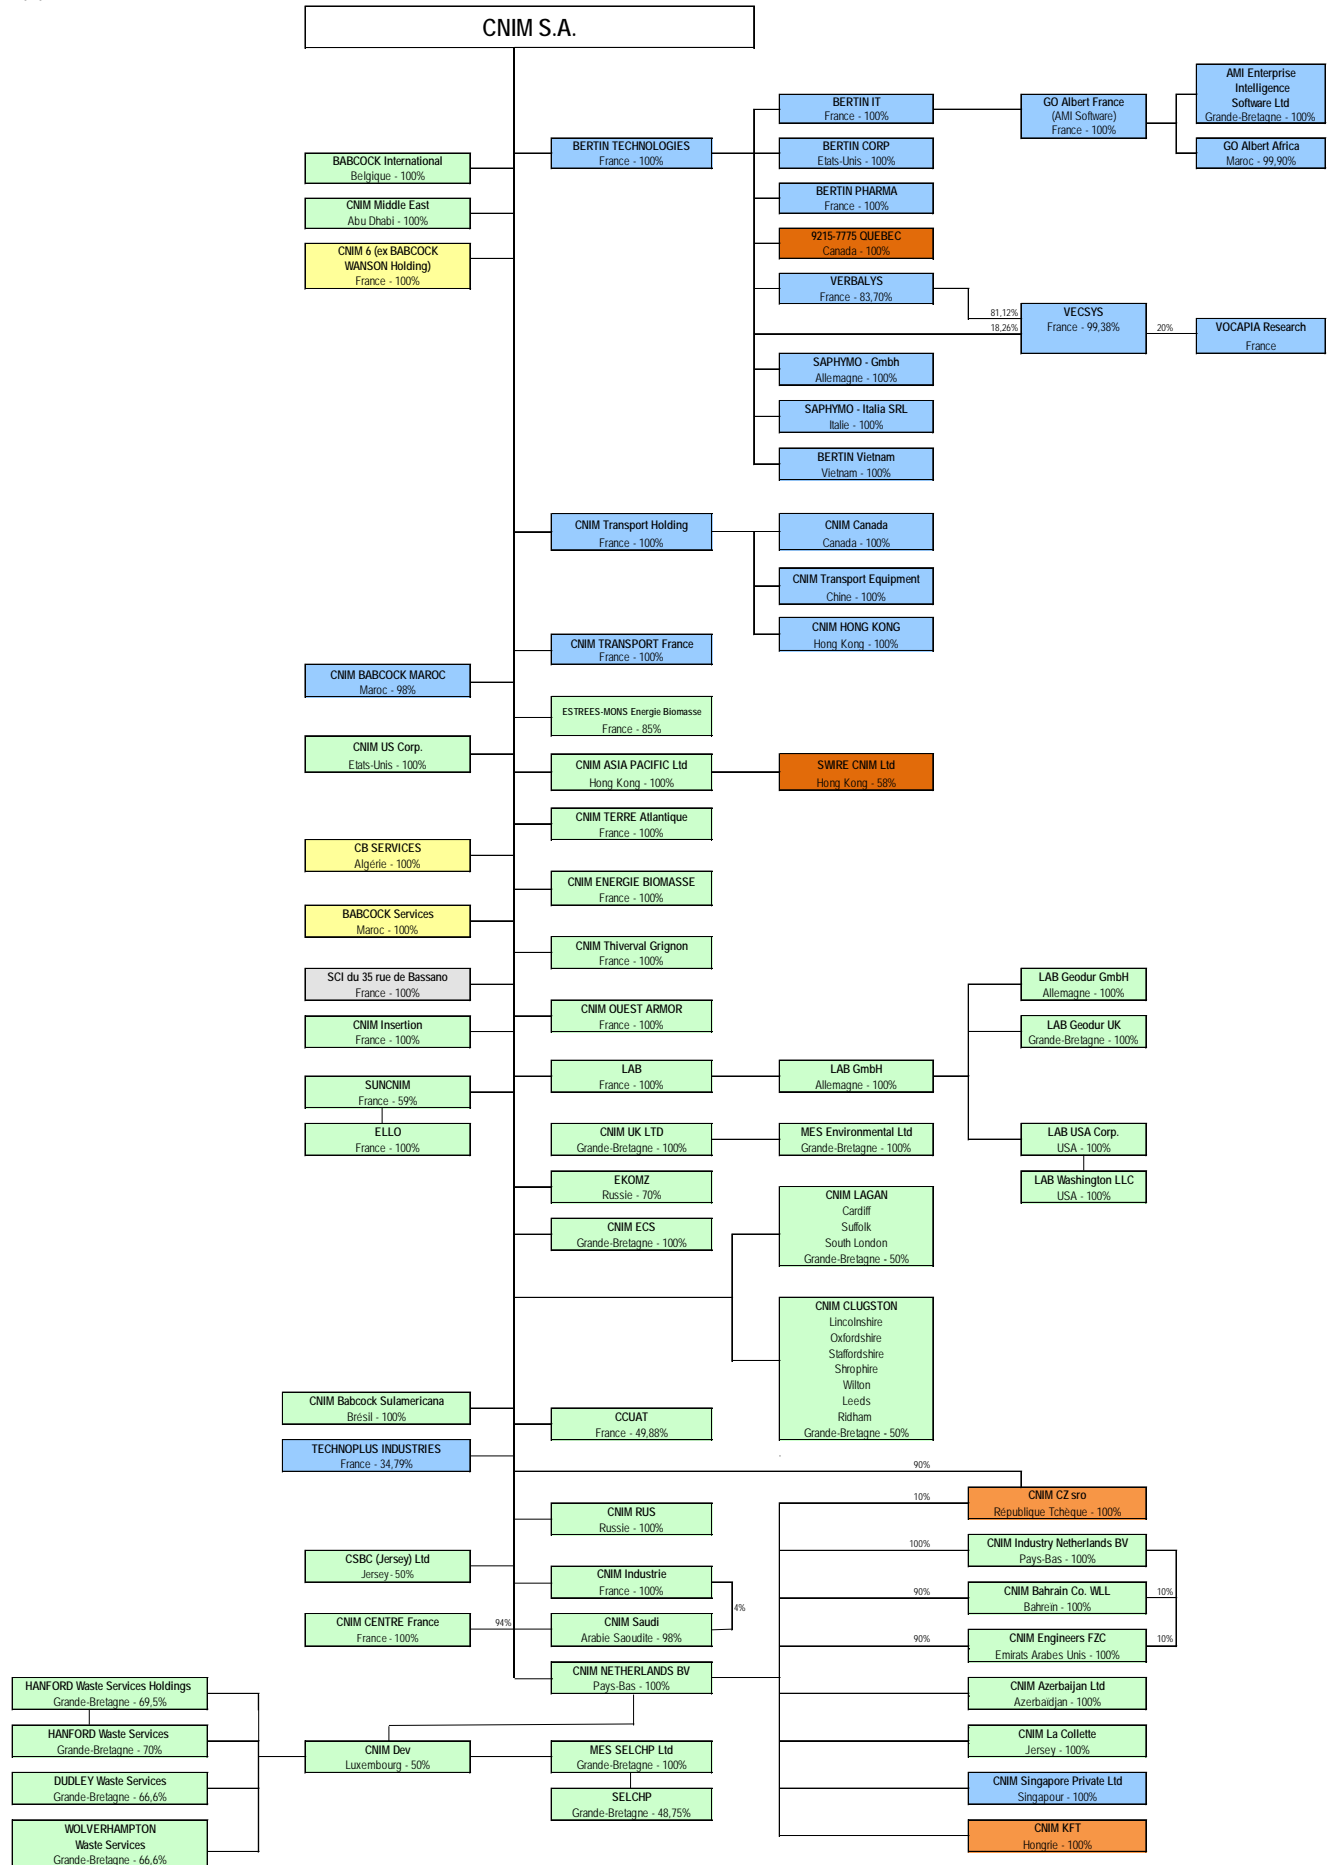 CNIM S.A.
AMI Enterprise
Intelligence
Software Ltd
Grande-Bretagne - 100%
BERTIN IT
France - 100%
GO Albert France
(AMI Software)
France - 100%
BERTIN TECHNOLOGIES
France - 100%
BERTIN CORP
Etats-Unis - 100%
GO Albert Africa
Maroc - 99,90%
BABCOCK International
Belgique - 100%
BERTIN PHARMA
France - 100%
CNIM Middle East
Abu Dhabi - 100%
9215-7775 QUEBEC
Canada - 100%
CNIM 6 (ex BABCOCK
WANSON Holding)
France - 100%
VERBALYS
France - 83,70%
81,12%
18,26%
VECSYS
France - 99,38%
20%
VOCAPIA Research
France
SAPHYMO - Gmbh
Allemagne - 100%
SAPHYMO - Italia SRL
Italie - 100%
BERTIN Vietnam
Vietnam - 100%
CNIM Transport Holding
France - 100%
CNIM Canada
Canada - 100%
CNIM Transport Equipment
Chine - 100%
CNIM HONG KONG
Hong Kong - 100%
CNIM TRANSPORT France
France - 100%
CNIM BABCOCK MAROC
Maroc - 98%
ESTREES-MONS Energie Biomasse
France - 85%
CNIM US Corp.
Etats-Unis - 100%
CNIM ASIA PACIFIC Ltd
Hong Kong - 100%
SWIRE CNIM Ltd
Hong Kong - 58%
CNIM TERRE Atlantique
France - 100%
CB SERVICES
Algérie - 100%
CNIM ENERGIE BIOMASSE
France - 100%
BABCOCK Services
Maroc - 100%
CNIM Thiverval Grignon
France - 100%
SCI du 35 rue de Bassano
France - 100%
LAB Geodur GmbH
Allemagne - 100%
CNIM OUEST ARMOR
France - 100%
CNIM Insertion
France - 100%
LAB Geodur UK
Grande-Bretagne - 100%
LAB
France - 100%
LAB GmbH
Allemagne - 100%
SUNCNIM
France - 59%
ELLO
France - 100%
CNIM UK LTD
Grande-Bretagne - 100%
MES Environmental Ltd
Grande-Bretagne - 100%
LAB USA Corp.
USA - 100%
LAB Washington LLC
USA - 100%
EKOMZ
Russie - 70%
CNIM ECS
Grande-Bretagne - 100%
CNIM LAGAN
Cardiff
Suffolk
South London
Grande-Bretagne - 50%
CNIM CLUGSTON
Lincolnshire
Oxfordshire
Staffordshire
Shrophire
Wilton
Leeds
Ridham
Grande-Bretagne - 50%
CNIM Babcock Sulamericana
Brésil - 100%
CCUAT
France - 49,88%
TECHNOPLUS INDUSTRIES
France - 34,79%
90%
10%
CNIM CZ sro
République Tchèque - 100%
CNIM RUS
Russie - 100%
100%
CNIM Industry Netherlands BV
Pays-Bas - 100%
CSBC (Jersey) Ltd
Jersey - 50%
CNIM Industrie
France - 100%
4%
90%
CNIM Bahrain Co. WLL
Bahreïn - 100%
10%
CNIM CENTRE France
France - 100%
94%
CNIM Saudi
Arabie Saoudite - 98%
90%
CNIM Engineers FZC
Emirats Arabes Unis - 100%
10%
CNIM NETHERLANDS BV
Pays-Bas - 100%
HANFORD Waste Services Holdings
Grande-Bretagne - 69,5%
CNIM Azerbaijan Ltd
Azerbaïdjan - 100%
HANFORD Waste Services
Grande-Bretagne - 70%
CNIM Dev
Luxembourg - 50%
MES SELCHP Ltd
Grande-Bretagne - 100%
CNIM La Collette
Jersey - 100%
DUDLEY Waste Services
Grande-Bretagne - 66,6%
SELCHP
Grande-Bretagne - 48,75%
CNIM Singapore Private Ltd
Singapour - 100%
WOLVERHAMPTON
Waste Services
Grande-Bretagne - 66,6%
CNIM KFT
Hongrie - 100%